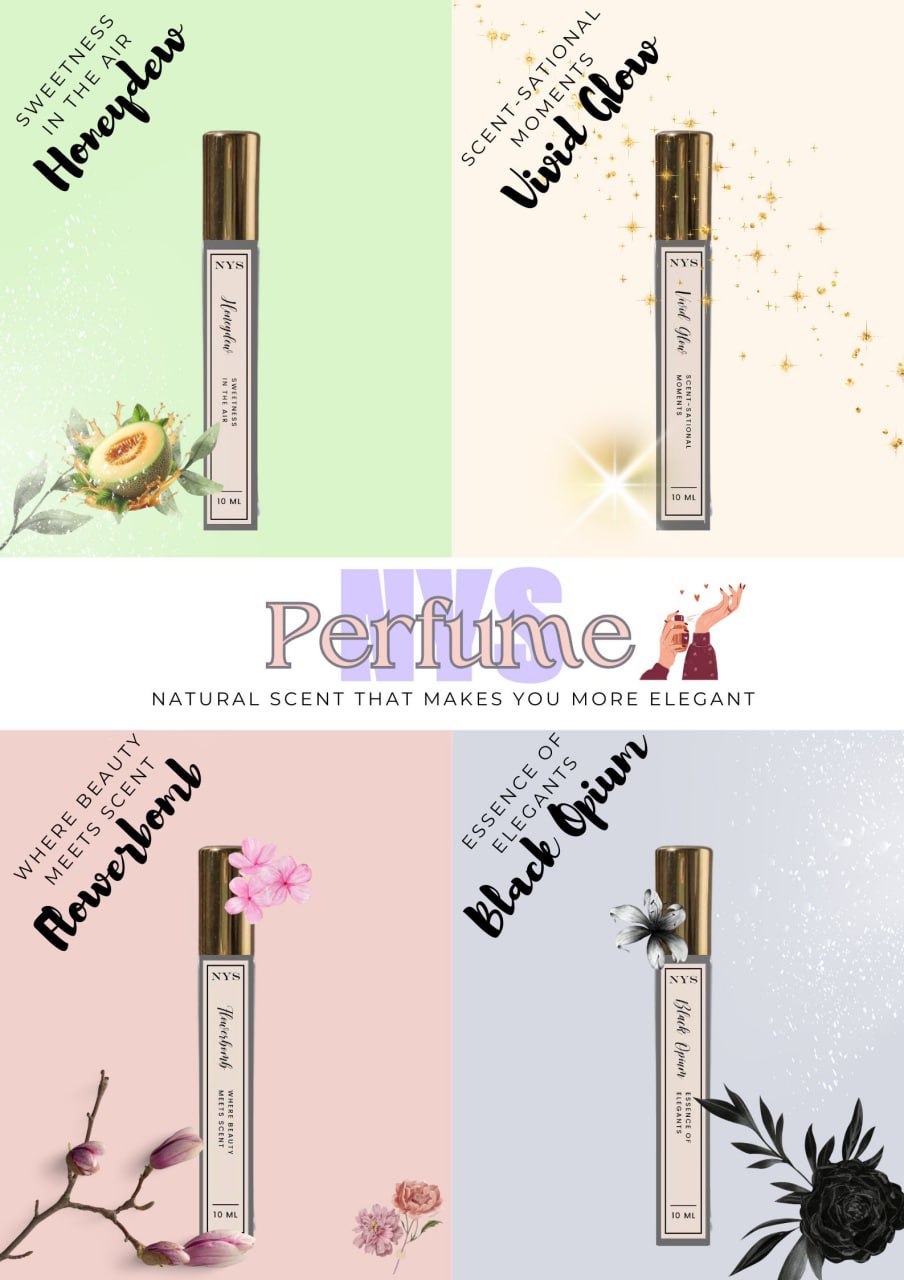 SWEETNESS
IN THE AIR
Honeydew
NYS
Honeydew
SWEETNESS
IN THE AIR
10 ML
SCENT-SATIONAL
MOMENTS
Vivid Glow
NYS
Vivid Glow
SCENT-SATIONAL
MOMENTS
10 ML
NYS
Perfume
NATURAL SCENT THAT MAKES YOU MORE ELEGANT
WHERE BEAUTY
MEETS SCENT
Flowerbomb
NYS
Flowerbomb
WHERE BEAUTY
MEETS SCENT
10 ML
ESSENCE OF
ELEGANTS
Black Opium
NYS
Black Opium
ESSENCE OF
ELEGANTS
10 ML